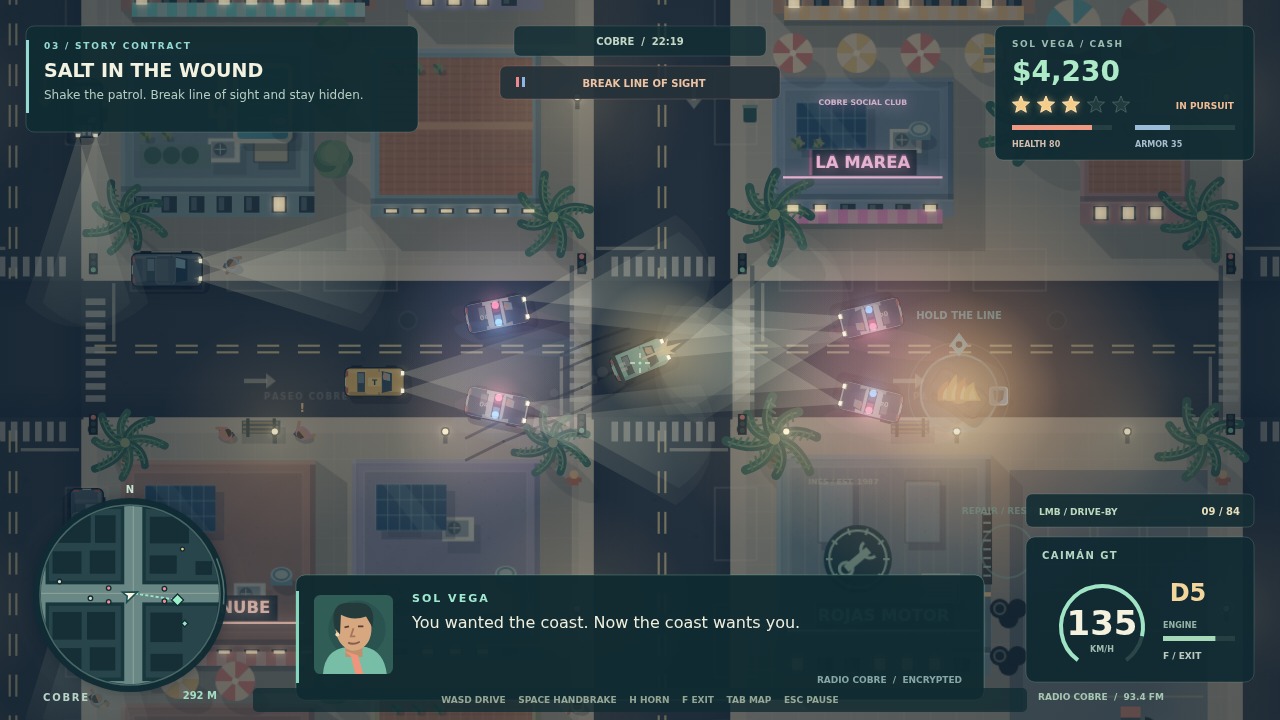 03 / STORY CONTRACT
SALT IN THE WOUND
Shake the patrol. Break line of sight and stay hidden.
COBRE / 22:19
BREAK LINE OF SIGHT
SOL VEGA / CASH
$4,230
IN PURSUIT
HEALTH 80
ARMOR 35
COBRE SOCIAL CLUB
LA MAREA
HOLD THE LINE
PASEO COBRE
!
T
N
NUBE
COBRE
292 M
REPAIR / RES
ROJAS MOTOR
LMB / DRIVE-BY
09 / 84
CAIMÁN GT
135
KM/H
D5
ENGINE
F / EXIT
SOL VEGA
You wanted the coast. Now the coast wants you.
RADIO COBRE / ENCRYPTED
WASD DRIVE SPACE HANDBRAKE H HORN F EXIT TAB MAP ESC PAUSE
RADIO COBRE / 93.4 FM